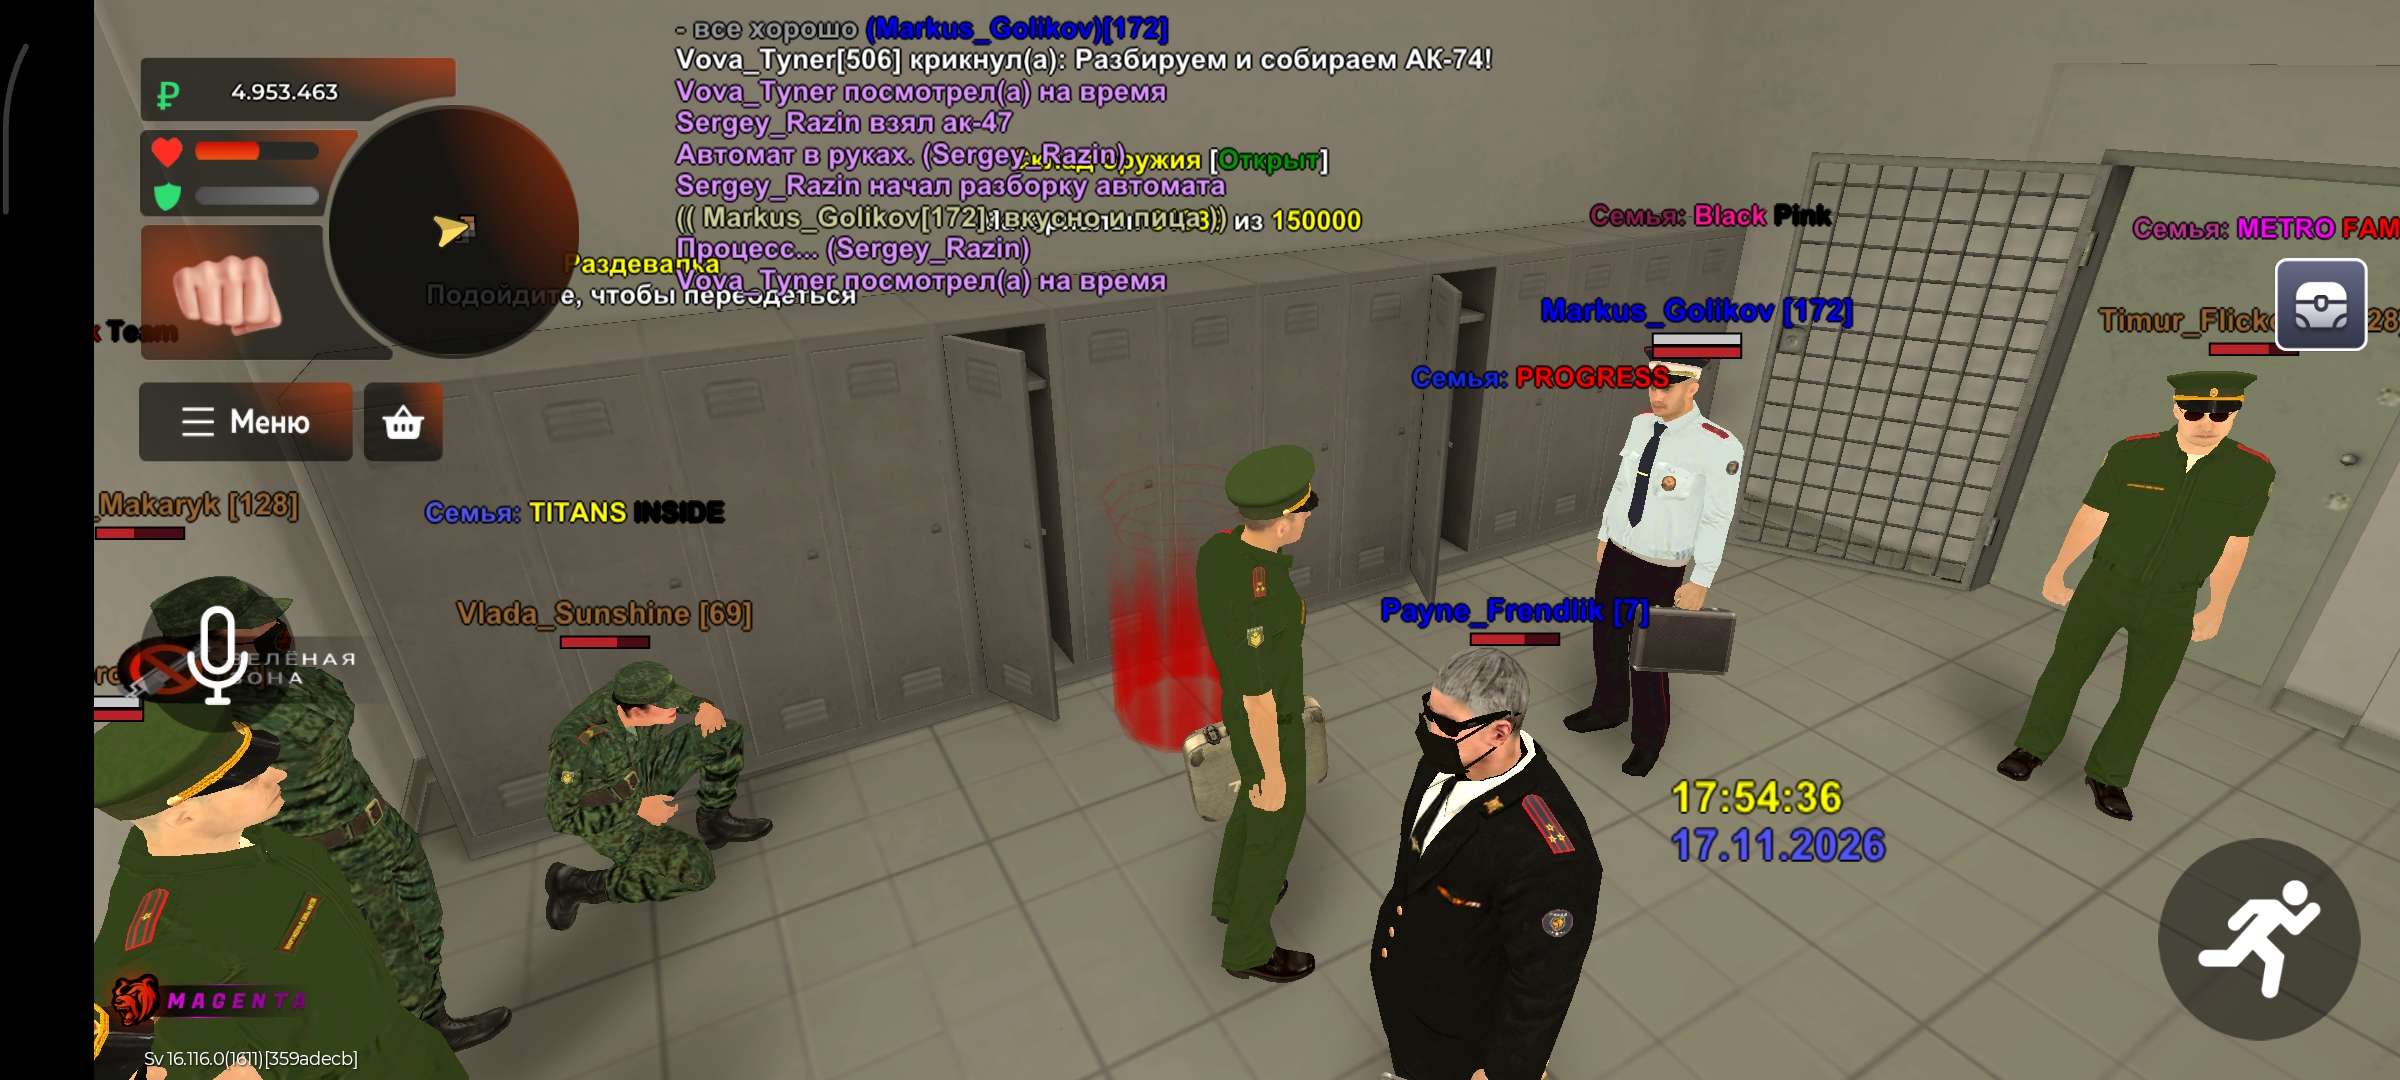 - все хорошо (Markus_Golikov)[172]
Vova_Tyner[506] крикнул(а): Разбируем и собираем АК-74!
Vova_Tyner посмотрел(а) на время
Sergey_Razin взял ак-47
Автомат в руках. (Sergey_Razin)
оружия [Открыт]
Sergey_Razin начал разборку автомата
(( Markus_Golikov[172]: вкусно и пица ))
из 150000
Процесс... (Sergey_Razin)
Vova_Tyner посмотрел(а) на время
4.953.463
Раздевалка
Подойдите, чтобы переодеться
Team
Меню
Семья: Black Pink
Семья: METRO FAM
Markus_Golikov [172]
Семья: PROGRESS
Makaryk [128]
Семья: TITANS INSIDE
Vlada_Sunshine [69]
Payne_Frendlik [7]
17:54:36
17.11.2026
MAGENTA
Sv 16.116.0(1611)[359adecb]